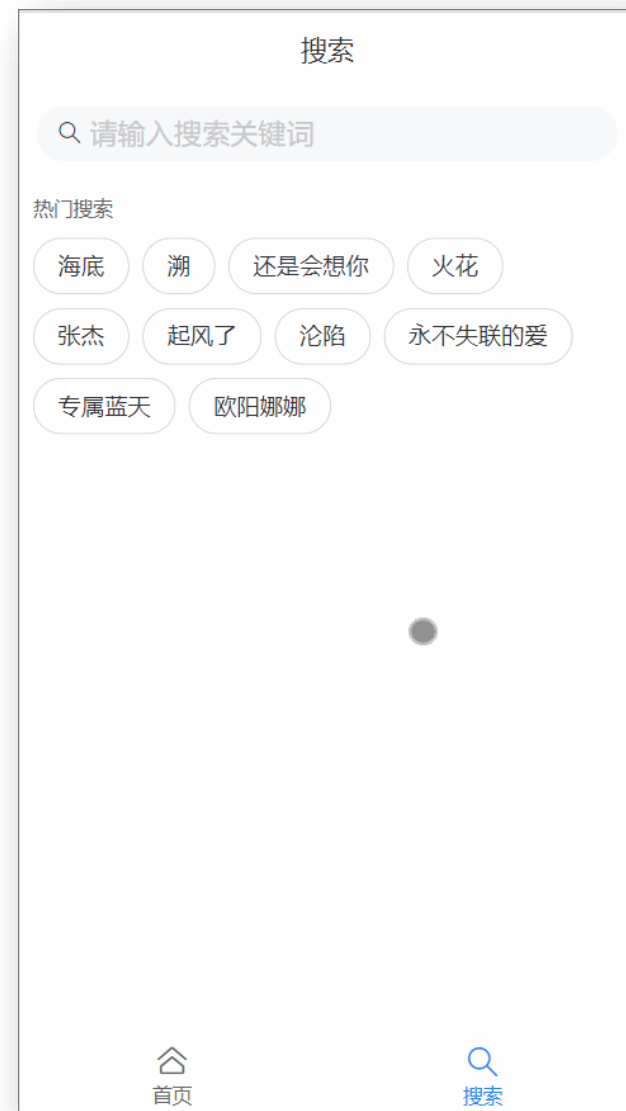 搜索
请输入搜索关键词
热门搜索
海底 溯 还是会想你 火花
张杰 起风了 沦陷 永不失联的爱
专属蓝天 欧阳娜娜
首页 搜索